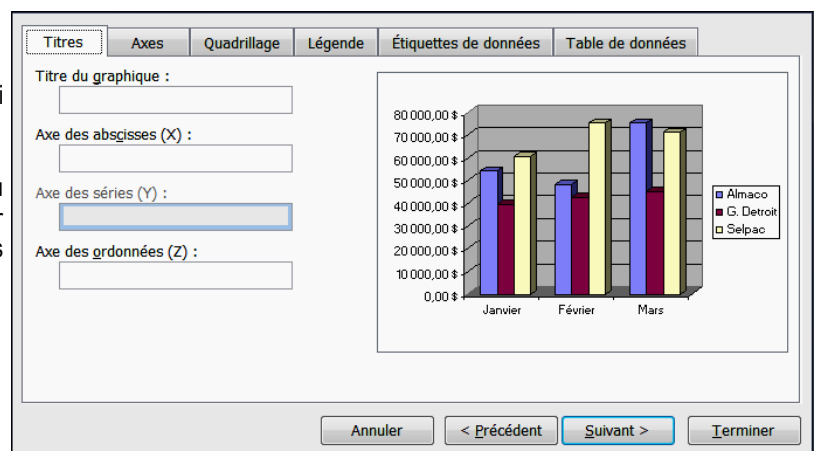 Titres Axes Quadrillage Légende Étiquettes de données Table de données
Titre du graphique :
Axe des abscisses (X) :
Axe des séries (Y) :
Axe des ordonnées (Z) :
80 000,00 $
70 000,00 $
60 000,00 $
50 000,00 $
40 000,00 $
30 000,00 $
20 000,00 $
10 000,00 $
0,00 $
Janvier Février Mars
Almaco
G. Detroit
Selpac
Annuler < Précédent Suivant > Terminer